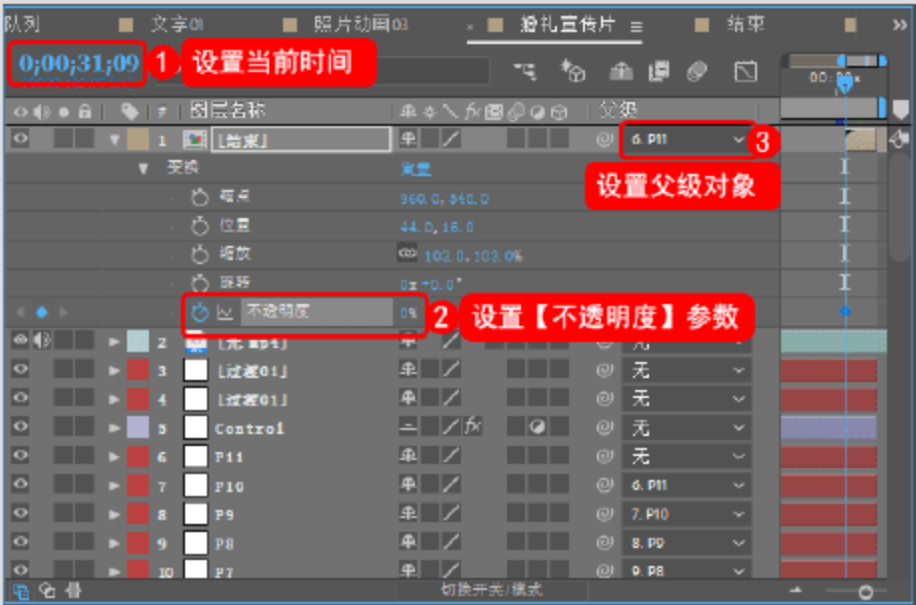 队列 文字01 照片动画03 × 婚礼宣传片 ≡ 结束 »
0;00;31;09 1 设置当前时间
# 图层名称 父级
1 [结束] 6. P11 3
变换 重置
设置父级对象
锚点 960.0,540.0
位置 44.0,16.0
缩放 103.0,103.0%
旋转 0x+0.0°
不透明度 0% 2 设置【不透明度】参数
2 无
3 [过程01] 无
4 [过程01] 无
5 Control fx 无
6 P11 无
7 P10 6. P11
8 P9 7. P10
9 P8 8. P9
10 P7 9. P8
切换开关/模式